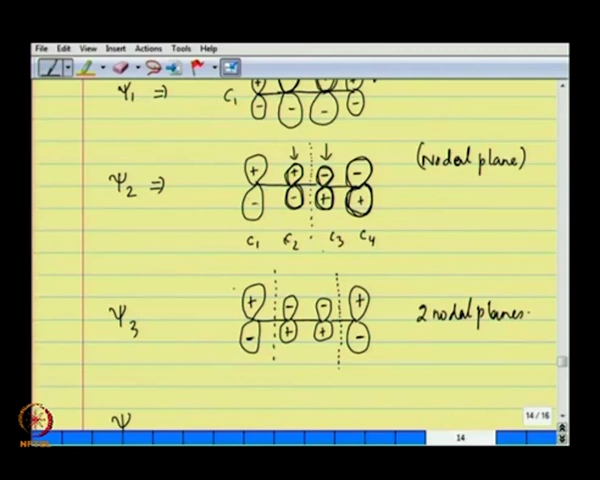 File Edit View Insert Actions Tools Help
Ψ1 ⇒ C1 + + - - - -
Ψ2 ⇒ + + - - (Nodal plane)
- - + +
C1 C2 C3 C4
Ψ3 + - - + 2 nodal planes.
- + + -
Ψ
14 / 16
14
NPTEL